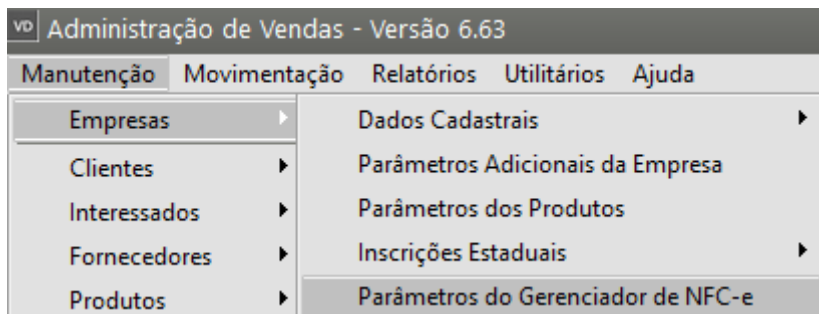 VD Administração de Vendas - Versão 6.63
Manutenção Movimentação Relatórios Utilitários Ajuda
Empresas
Clientes
Interessados
Fornecedores
Produtos
Dados Cadastrais
Parâmetros Adicionais da Empresa
Parâmetros dos Produtos
Inscrições Estaduais
Parâmetros do Gerenciador de NFC-e